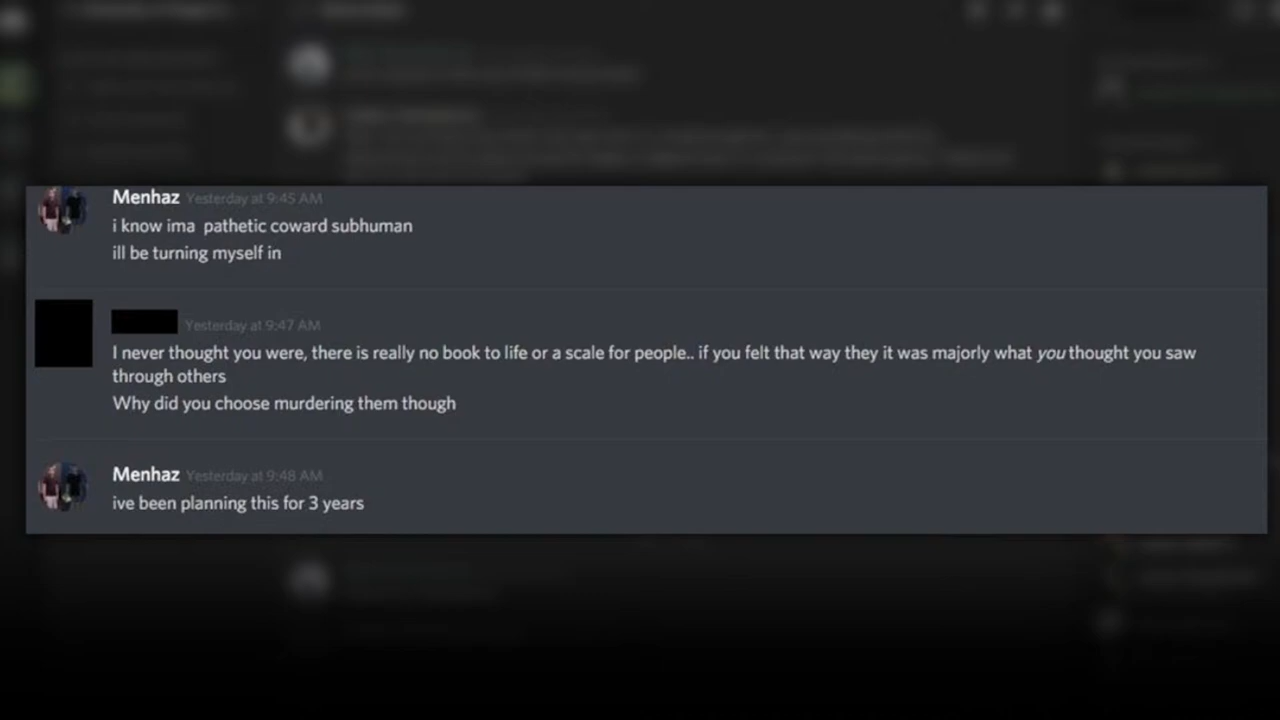 Menhaz Yesterday at 9:45 AM
i know ima pathetic coward subhuman
ill be turning myself in
Yesterday at 9:47 AM
I never thought you were, there is really no book to life or a scale for people.. if you felt that way they it was majorly what you thought you saw
through others
Why did you choose murdering them though
Menhaz Yesterday at 9:48 AM
ive been planning this for 3 years